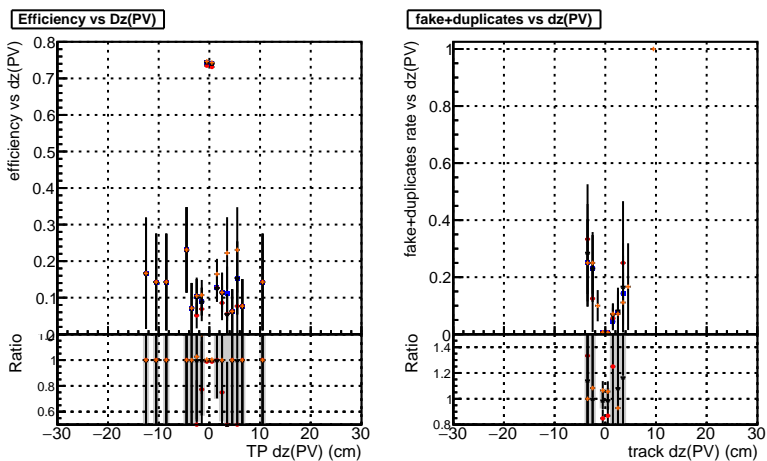 Efficiency vs Dz(PV)
efficiency vs dz(PV)
0.8
0.7
0.6
0.5
0.4
0.3
0.2
0.1
0
Ratio
1
0.8
0.6
−30 −20 −10 0 10 20 30
TP dz(PV) (cm)
fake+duplicates vs dz(PV)
fake+duplicates rate vs dz(PV)
1
0.8
0.6
0.4
0.2
0
Ratio
1.4
1.2
1
0.8
−30 −20 −10 0 10 20 30
track dz(PV) (cm)